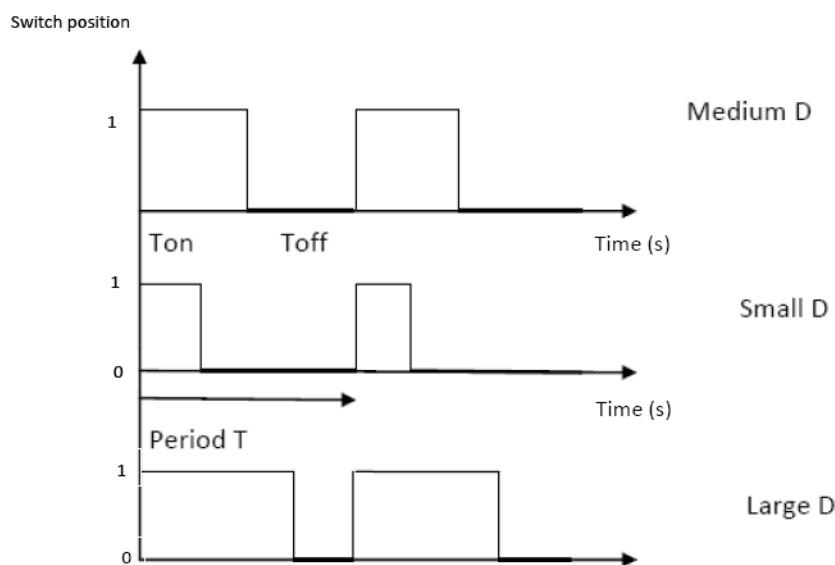 Switch position
1
Medium D
Ton Toff Time (s)
1
Small D
0
Time (s)
Period T
1
Large D
0